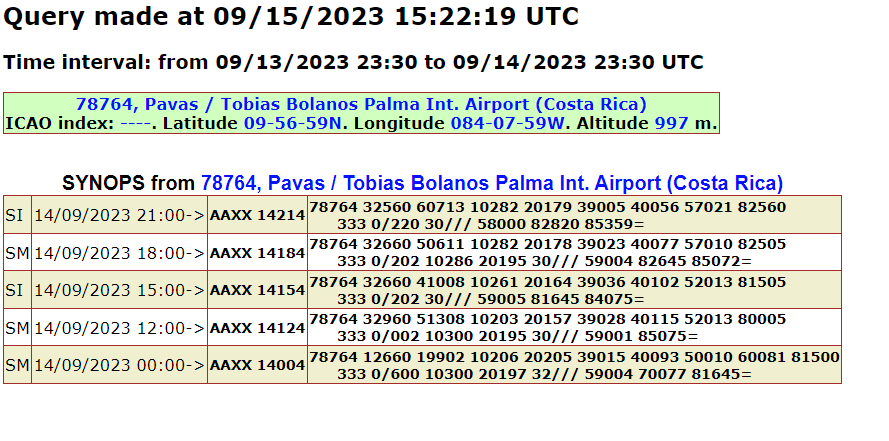 Query made at 09/15/2023 15:22:19 UTC
Time interval: from 09/13/2023 23:30 to 09/14/2023 23:30 UTC
78764, Pavas / Tobias Bolanos Palma Int. Airport (Costa Rica)
ICAO index: ----. Latitude 09-56-59N. Longitude 084-07-59W. Altitude 997 m.
SYNOPS from 78764, Pavas / Tobias Bolanos Palma Int. Airport (Costa Rica)
SI 14/09/2023 21:00-> AAXX 14214 78764 32560 60713 10282 20179 39005 40056 57021 82560
333 0/220 30/// 58000 82820 85359=
SM 14/09/2023 18:00-> AAXX 14184 78764 32660 50611 10282 20178 39023 40077 57010 82505
333 0/202 10286 20195 30/// 59004 82645 85072=
SI 14/09/2023 15:00-> AAXX 14154 78764 32660 41008 10261 20164 39036 40102 52013 81505
333 0/202 30/// 59005 81645 84075=
SM 14/09/2023 12:00-> AAXX 14124 78764 32960 51308 10203 20157 39028 40115 52013 80005
333 0/002 10300 20195 30/// 59001 85075=
SM 14/09/2023 00:00-> AAXX 14004 78764 12660 19902 10206 20205 39015 40093 50010 60081 81500
333 0/600 10300 20197 32/// 59004 70077 81645=